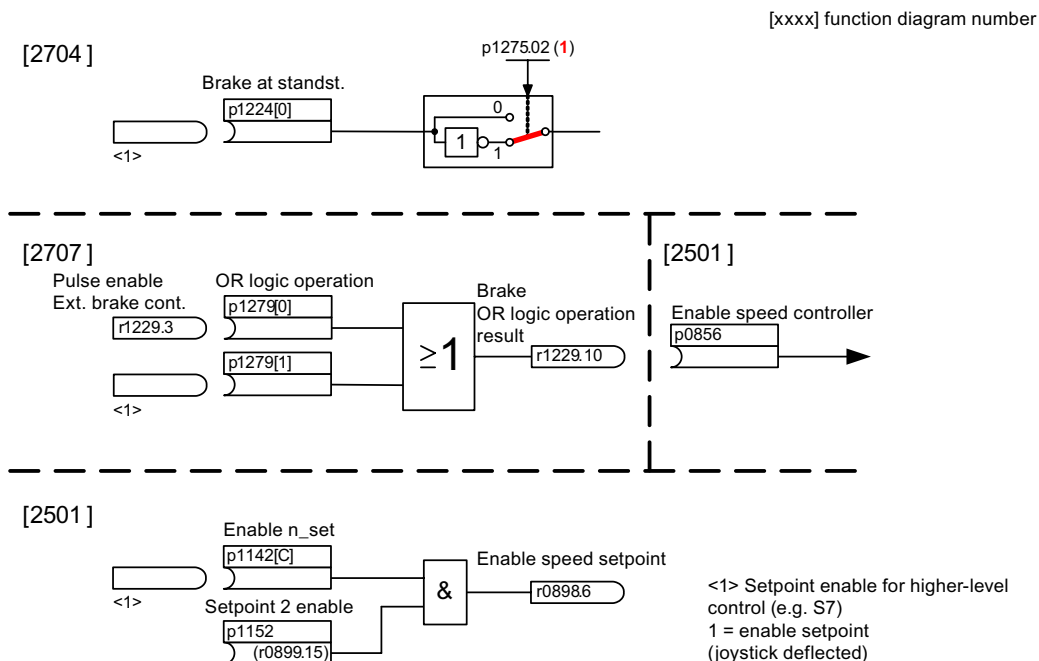 [xxxx] function diagram number
[2704 ]
p1275.02 (1)
Brake at standst.
p1224[0]
0
1
1
<1>
[2707 ]
[2501 ]
Pulse enable
Ext. brake cont.
OR logic operation
p1279[0]
r1229.3
p1279[1]
<1>
≥1
Brake
OR logic operation
result
r1229.10
Enable speed controller
p0856
[2501 ]
Enable n_set
p1142[C]
<1>
Setpoint 2 enable
p1152
(r0899.15)
&
Enable speed setpoint
r0898.6
<1> Setpoint enable for higher-level
control (e.g. S7)
1 = enable setpoint
(joystick deflected)